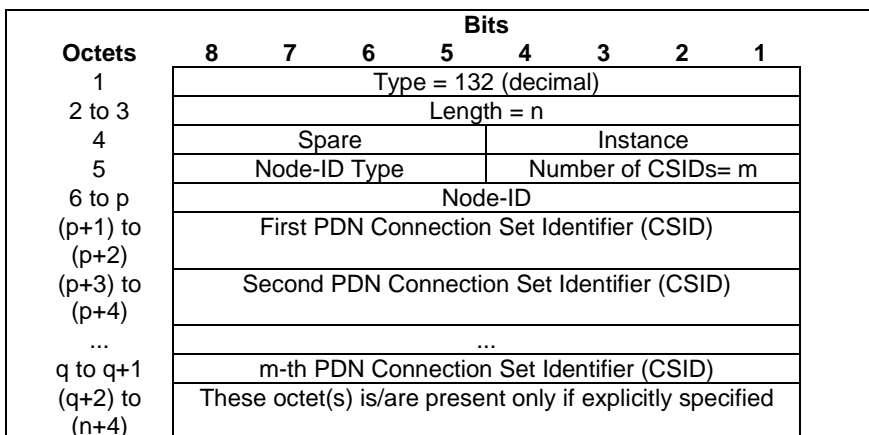 Bits
Octets 8 7 6 5 4 3 2 1
1 Type = 132 (decimal)
2 to 3 Length = n
4 Spare Instance
5 Node-ID Type Number of CSIDs= m
6 to p Node-ID
(p+1) to First PDN Connection Set Identifier (CSID)
(p+2)
(p+3) to Second PDN Connection Set Identifier (CSID)
(p+4)
... ...
q to q+1 m-th PDN Connection Set Identifier (CSID)
(q+2) to These octet(s) is/are present only if explicitly specified
(n+4)